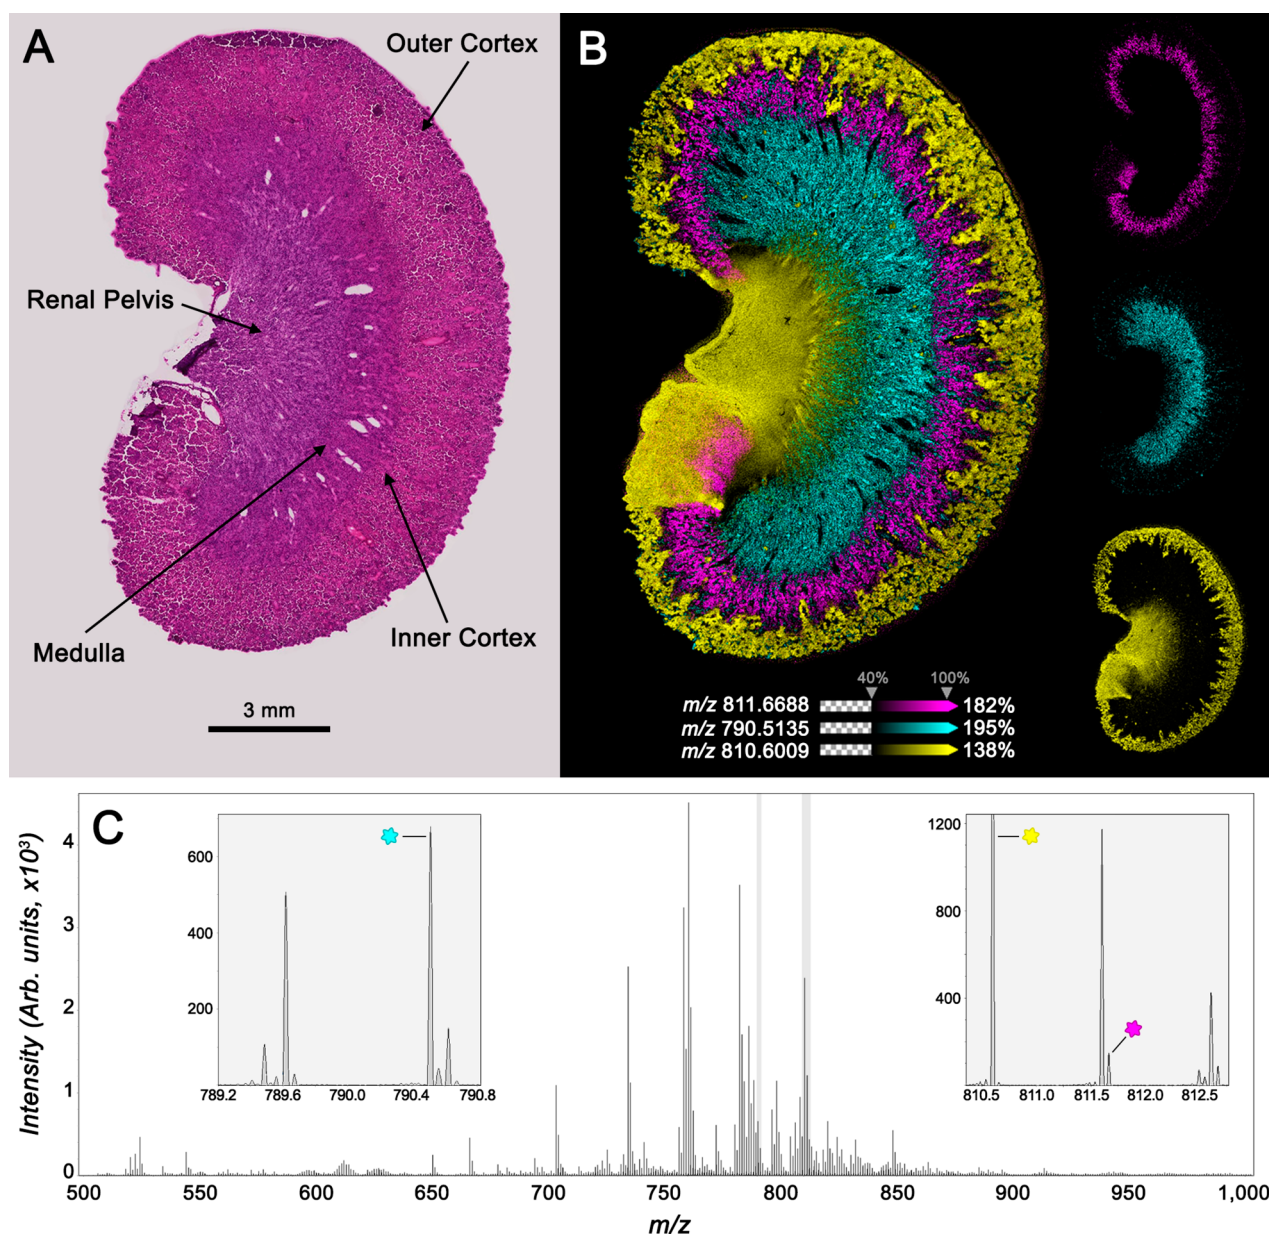 A
Outer Cortex
Renal Pelvis
Medulla
Inner Cortex
3 mm
B
40% 100%
m/z 811.6688 182%
m/z 790.5135 195%
m/z 810.6009 138%
C
Intensity (Arb. units, x10³)
4
3
2
1
0
500 550 600 650 700 750 800 850 900 950 1,000
m/z
600
400
200
789.2 789.6 790.0 790.4 790.8
1200
800
400
810.5 811.0 811.5 812.0 812.5